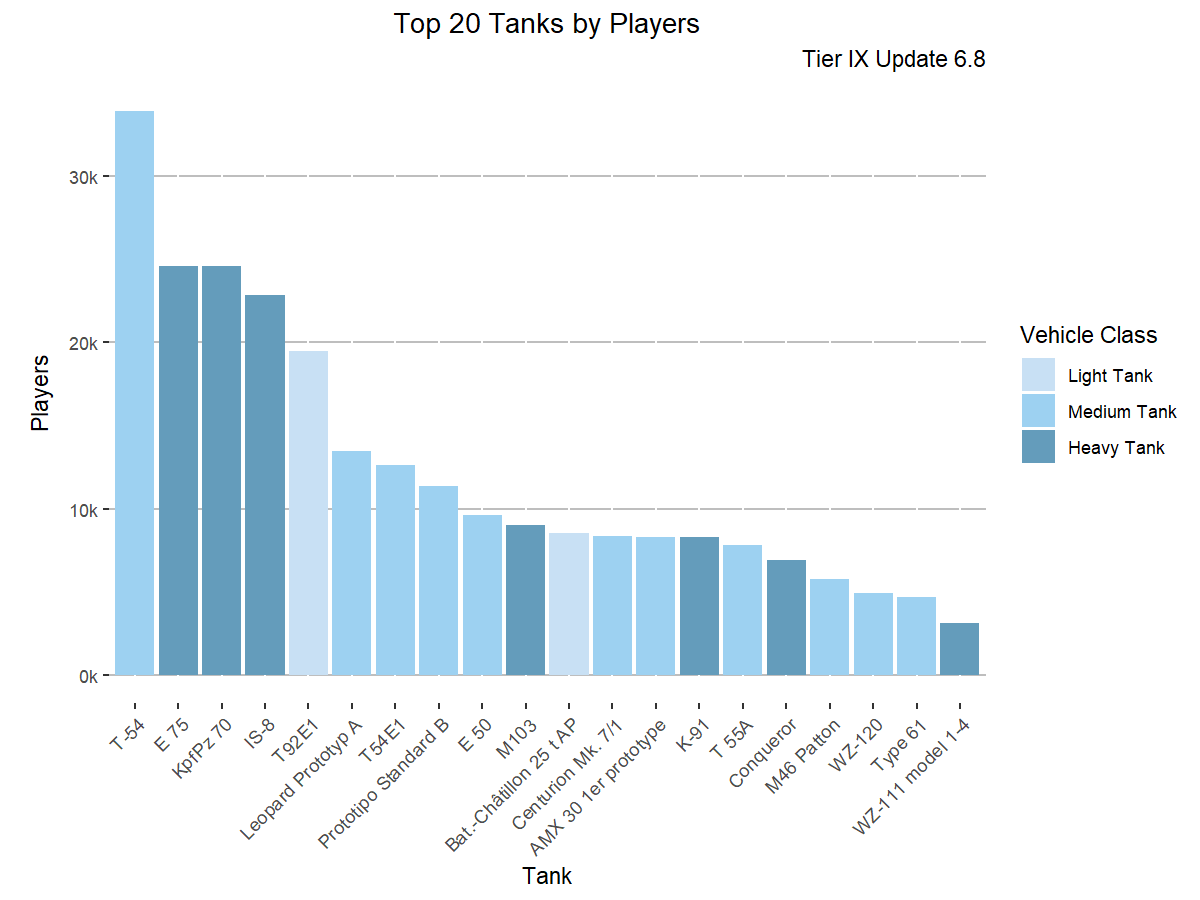 Top 20 Tanks by Players
Tier IX Update 6.8
Players
30k
20k
10k
0k
T-54
E 75
KpfPz 70
IS-8
T92E1
Leopard Prototyp A
T54E1
Prototipo Standard B
E 50
M103
Bat.-Châtillon 25 t AP
Centurion Mk. 7/1
AMX 30 1er prototype
K-91
T 55A
Conqueror
M46 Patton
WZ-120
Type 61
WZ-111 model 1-4
Tank
Vehicle Class
Light Tank
Medium Tank
Heavy Tank